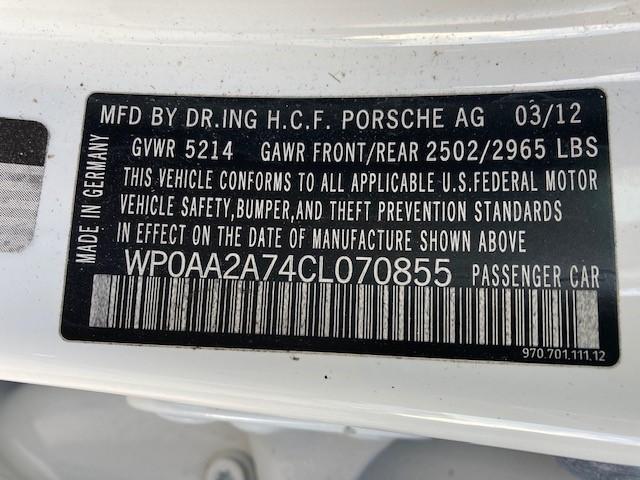 MFD BY DR.ING H.C.F. PORSCHE AG 03/12
GVWR 5214 GAWR FRONT/REAR 2502/2965 LBS
THIS VEHICLE CONFORMS TO ALL APPLICABLE U.S.FEDERAL MOTOR
VEHICLE SAFETY,BUMPER,AND THEFT PREVENTION STANDARDS
IN EFFECT ON THE DATE OF MANUFACTURE SHOWN ABOVE
WP0AA2A74CL070855 PASSENGER CAR
970.701.111.12
MADE IN GERMANY